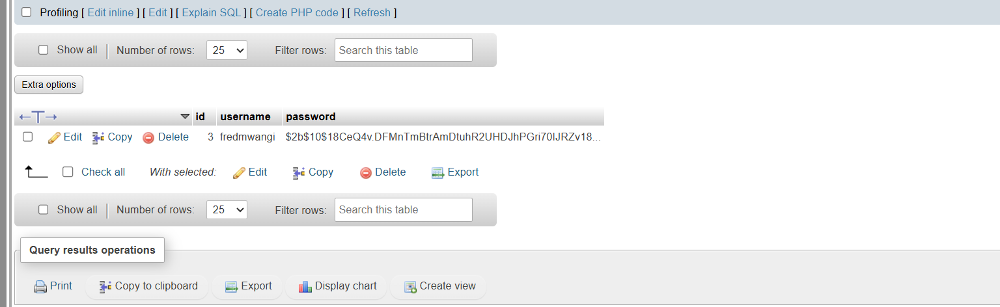 Profiling [ Edit inline ] [ Edit ] [ Explain SQL ] [ Create PHP code ] [ Refresh ]
Show all Number of rows: 25 Filter rows: Search this table
Extra options
←T→ id username password
Edit Copy Delete 3 fredmwangi $2b$10$18CeQ4v.DFMnTmBtrAmDtuhR2UHDJhPGri70IJRZv18...
Check all With selected: Edit Copy Delete Export
Show all Number of rows: 25 Filter rows: Search this table
Query results operations
Print Copy to clipboard Export Display chart Create view